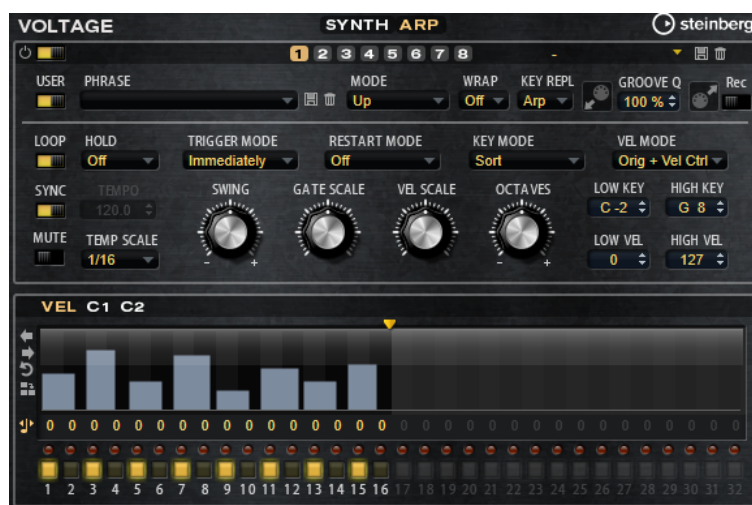 VOLTAGE SYNTH ARP steinberg
1 2 3 4 5 6 7 8 -
USER PHRASE MODE WRAP KEY REPL GROOVE Q Rec
Up Off Arp 100 %
LOOP HOLD TRIGGER MODE RESTART MODE KEY MODE VEL MODE
Off Immediately Off Sort Orig + Vel Ctrl
SYNC TEMPO SWING GATE SCALE VEL SCALE OCTAVES LOW KEY HIGH KEY
120.0 C -2 G 8
MUTE TEMP SCALE LOW VEL HIGH VEL
1/16 - + - + 0 127
VEL C1 C2
0 0 0 0 0 0 0 0 0 0 0 0 0 0 0 0 0 0 0 0 0 0 0 0 0 0 0 0 0 0 0 0
1 2 3 4 5 6 7 8 9 10 11 12 13 14 15 16 17 18 19 20 21 22 23 24 25 26 27 28 29 30 31 32